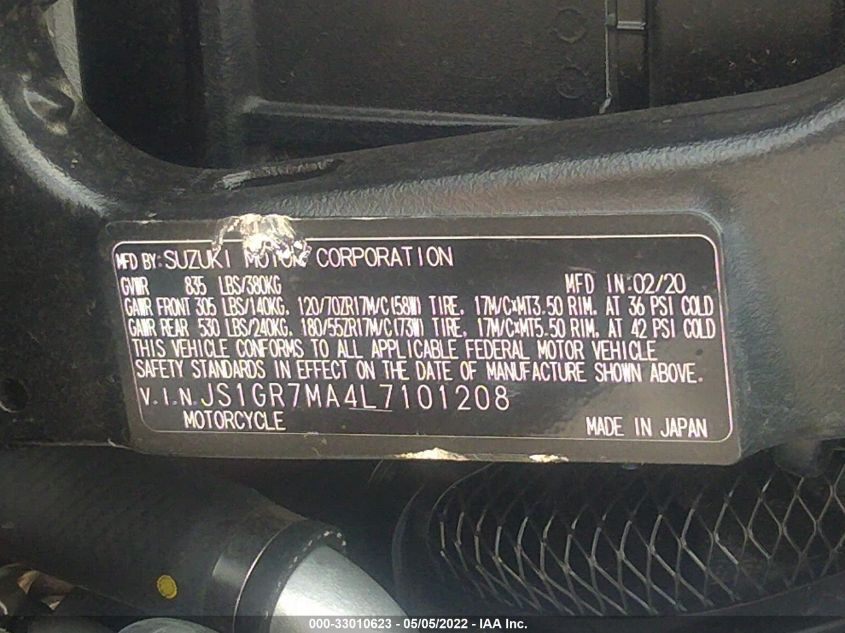 MFD BY: SUZUKI MOTOR CORPORATION
GVWR 835 LBS/380KG MFD IN: 02/20
GAWR FRONT 305 LBS/140KG. 120/70ZR17M/C(58W) TIRE. 17M/C×MT3.50 RIM. AT 36 PSI COLD
GAWR REAR 530 LBS/240KG. 180/55ZR17M/C(73W) TIRE. 17M/C×MT5.50 RIM. AT 42 PSI COLD
THIS VEHICLE CONFORMS TO ALL APPLICABLE FEDERAL MOTOR VEHICLE
SAFETY STANDARDS IN EFFECT ON THE DATE OF MANUFACTURE SHOWN ABOVE.
V.I.N. JS1GR7MA4L7101208
MOTORCYCLE MADE IN JAPAN
000-33010623 - 05/05/2022 - IAA Inc.